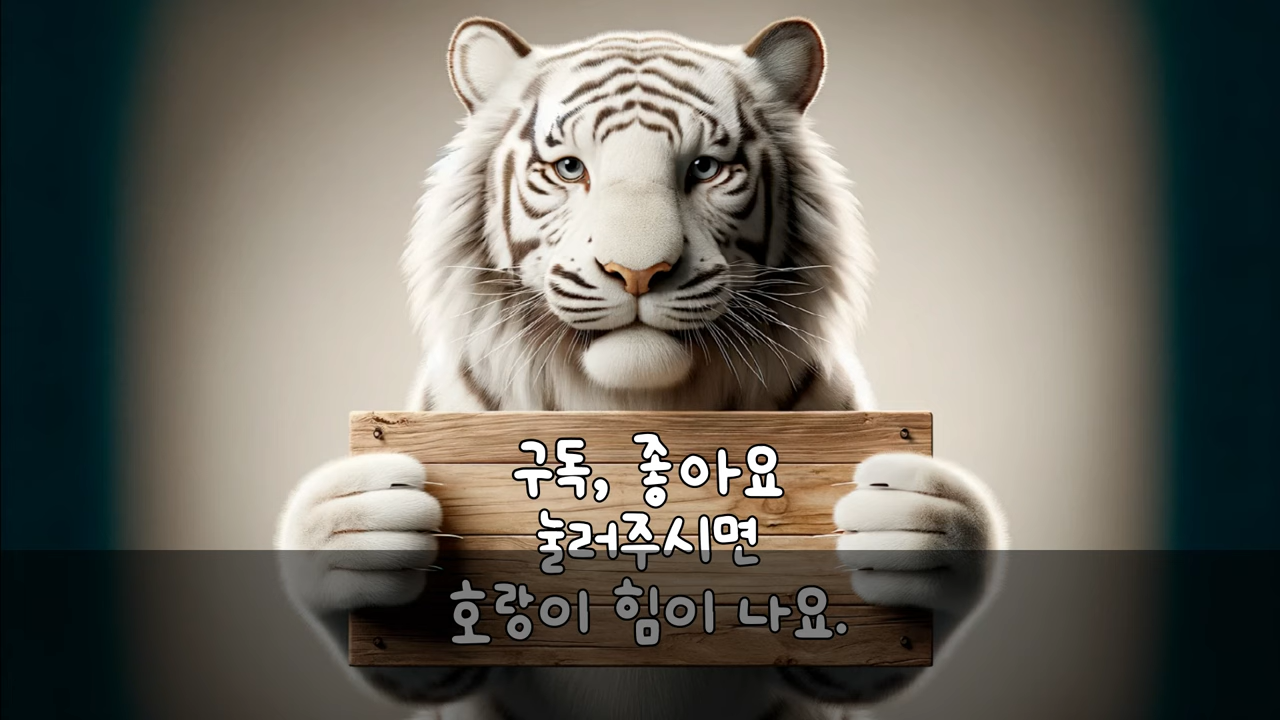 구독, 좋아요
눌러주시면
호랑이 힘이 나요.